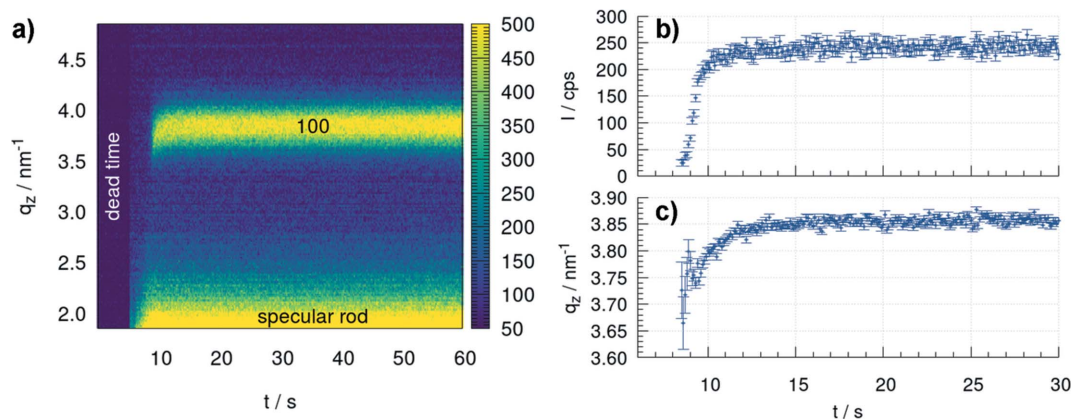 a)
q_z / nm⁻¹
4.5
4.0
3.5
3.0
2.5
2.0
dead time
100
specular rod
10 20 30 40 50 60
t / s
500
450
400
350
300
250
200
150
100
50
b)
I / cps
300
250
200
150
100
50
0
c)
q_z / nm⁻¹
3.90
3.85
3.80
3.75
3.70
3.65
3.60
10 15 20 25 30
t / s